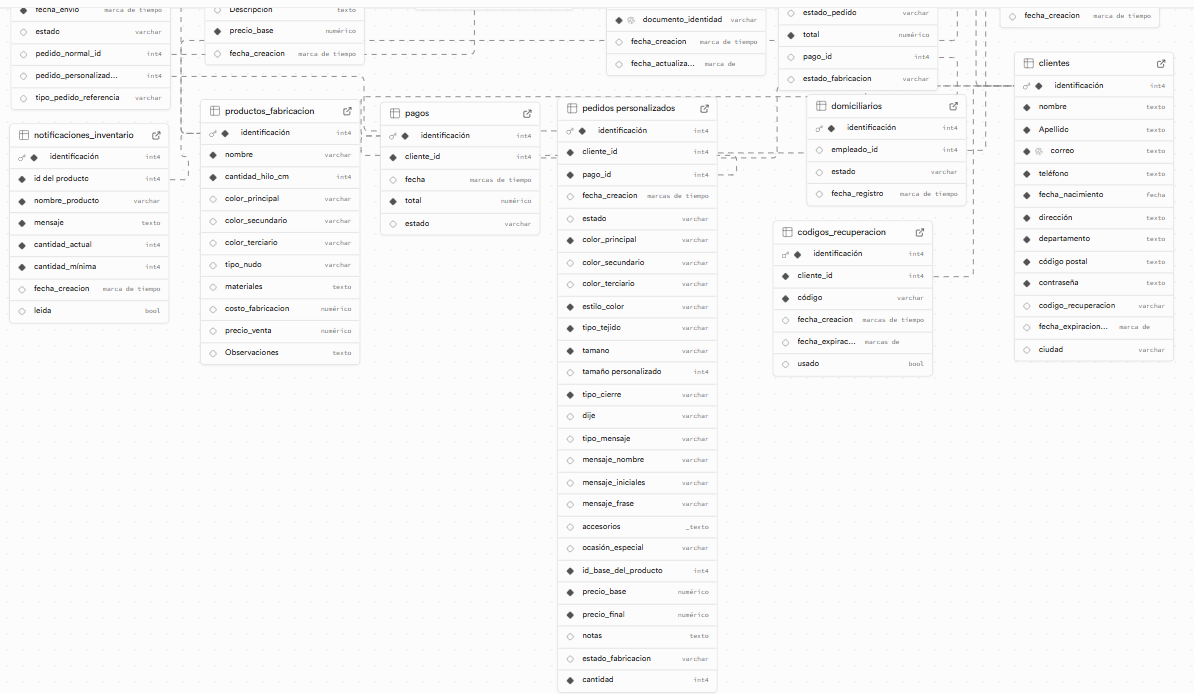 fecha_envio marca de tiempo
estado varchar
pedido_normal_id int4
pedido_personalizad... int4
tipo_pedido_referencia varchar
notificaciones_inventario
identificación int4
id del producto int4
nombre_producto varchar
mensaje texto
cantidad_actual int4
cantidad_mínima int4
fecha_creacion marca de tiempo
leida bool
Descripción texto
precio_base numérico
fecha_creacion marca de tiempo
productos_fabricacion
identificación int4
nombre varchar
cantidad_hilo_cm int4
color_principal varchar
color_secundario varchar
color_terciario varchar
tipo_nudo varchar
materiales texto
costo_fabricacion numérico
precio_venta numérico
Observaciones texto
pagos
identificación int4
cliente_id int4
fecha marcas de tiempo
total numérico
estado varchar
documento_identidad varchar
fecha_creacion marca de tiempo
fecha_actualiza... marca de
pedidos personalizados
identificación int4
cliente_id int4
pago_id int4
fecha_creacion marcas de tiempo
estado varchar
color_principal varchar
color_secundario varchar
color_terciario varchar
estilo_color varchar
tipo_tejido varchar
tamano varchar
tamaño personalizado int4
tipo_cierre varchar
dije varchar
tipo_mensaje varchar
mensaje_nombre varchar
mensaje_iniciales varchar
mensaje_frase varchar
accesorios _texto
ocasión_especial varchar
id_base_del_producto int4
precio_base numérico
precio_final numérico
notas texto
estado_fabricacion varchar
cantidad int4
estado_pedido varchar
total numérico
pago_id int4
estado_fabricacion varchar
domiciliarios
identificación int4
empleado_id int4
estado varchar
fecha_registro marca de tiempo
codigos_recuperacion
identificación int4
cliente_id int4
código varchar
fecha_creacion marcas de tiempo
fecha_expirac... marcas de
usado bool
fecha_creacion marca de tiempo
clientes
identificación int4
nombre texto
Apellido texto
correo texto
teléfono texto
fecha_nacimiento fecha
dirección texto
departamento texto
código postal texto
contraseña texto
codigo_recuperacion varchar
fecha_expiracion... marca de
ciudad varchar